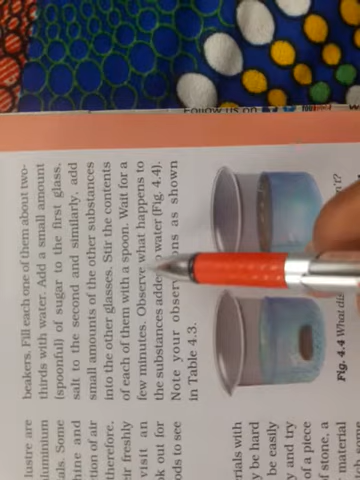 FOLLOW US ON
lustre are
aluminium
als. Some
hine and
tion of air
therefore,
eir freshly
visit an
ok out for
ods to see
rials with
y be hard
be easily
y and try
of a piece
f stone, a
material
beakers. Fill each one of them about two-
thirds with water. Add a small amount
(spoonful) of sugar to the first glass,
salt to the second and similarly, add
small amounts of the other substances
into the other glasses. Stir the contents
of each of them with a spoon. Wait for a
few minutes. Observe what happens to
the substances added water (Fig. 4.4).
Note your as shown
in Table 4.3.
Fig. 4.4 What